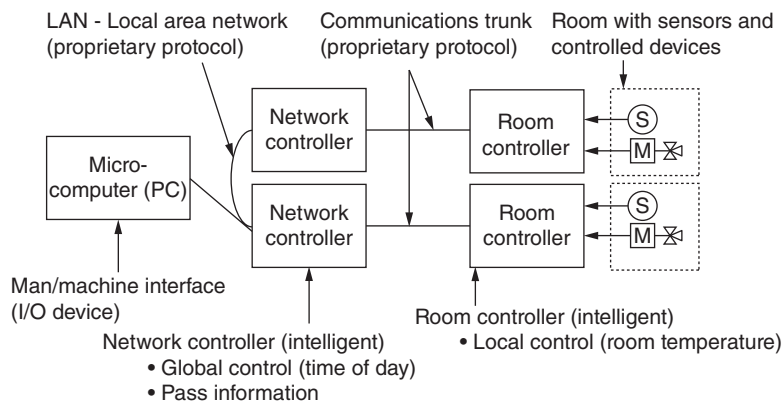 LAN - Local area network
(proprietary protocol)
Communications trunk
(proprietary protocol)
Room with sensors and
controlled devices
Network
controller
Room
controller
S
M
Micro-
computer (PC)
Network
controller
Room
controller
S
M
Man/machine interface
(I/O device)
Network controller (intelligent)
• Global control (time of day)
• Pass information
Room controller (intelligent)
• Local control (room temperature)